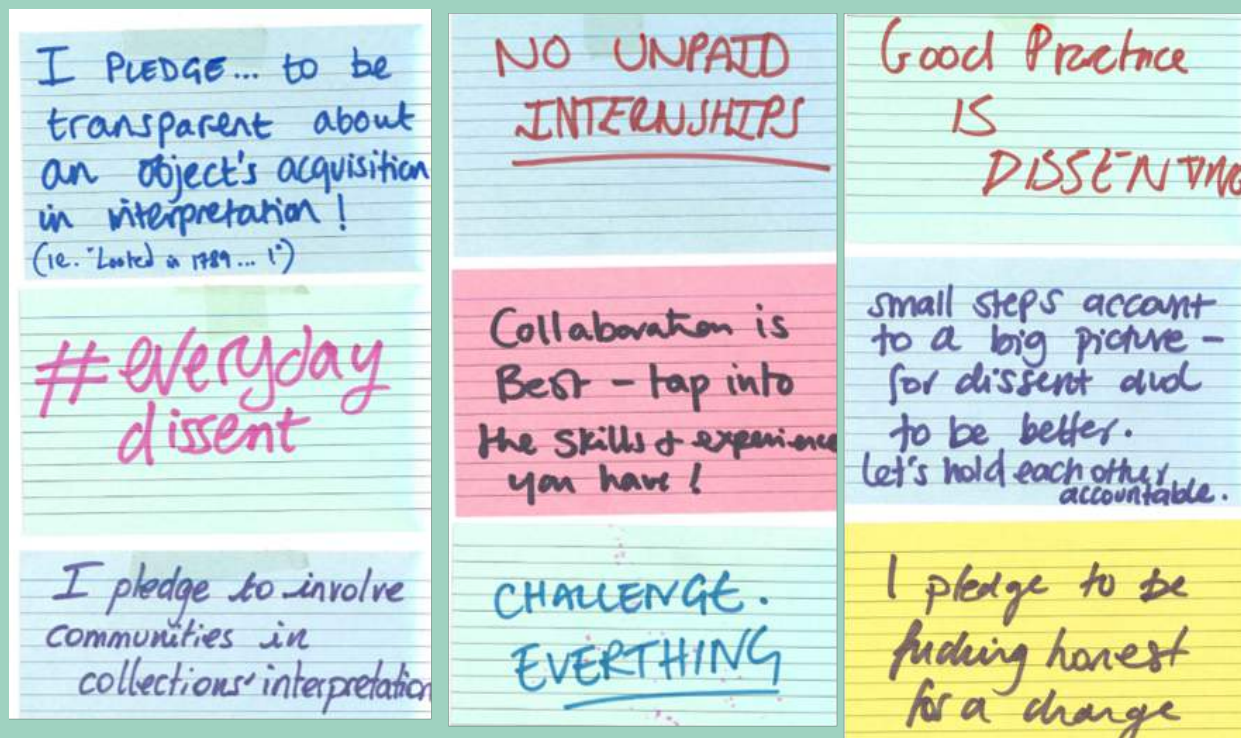 I PLEDGE... to be
transparent about
an object's acquisition
in interpretation!
(ie. "Looted in 1789... !")
#everyday
dissent
I pledge to involve
communities in
collections' interpretation
NO UNPAID
INTERNSHIPS
Collaboration is
Best - tap into
the skills & experience
you have!
CHALLENGE.
EVERTHING
Good Practice
IS
DISSENTING
small steps account
to a big picture -
for dissent and
to be better.
let's hold each other
accountable.
I pledge to be
fucking honest
for a change